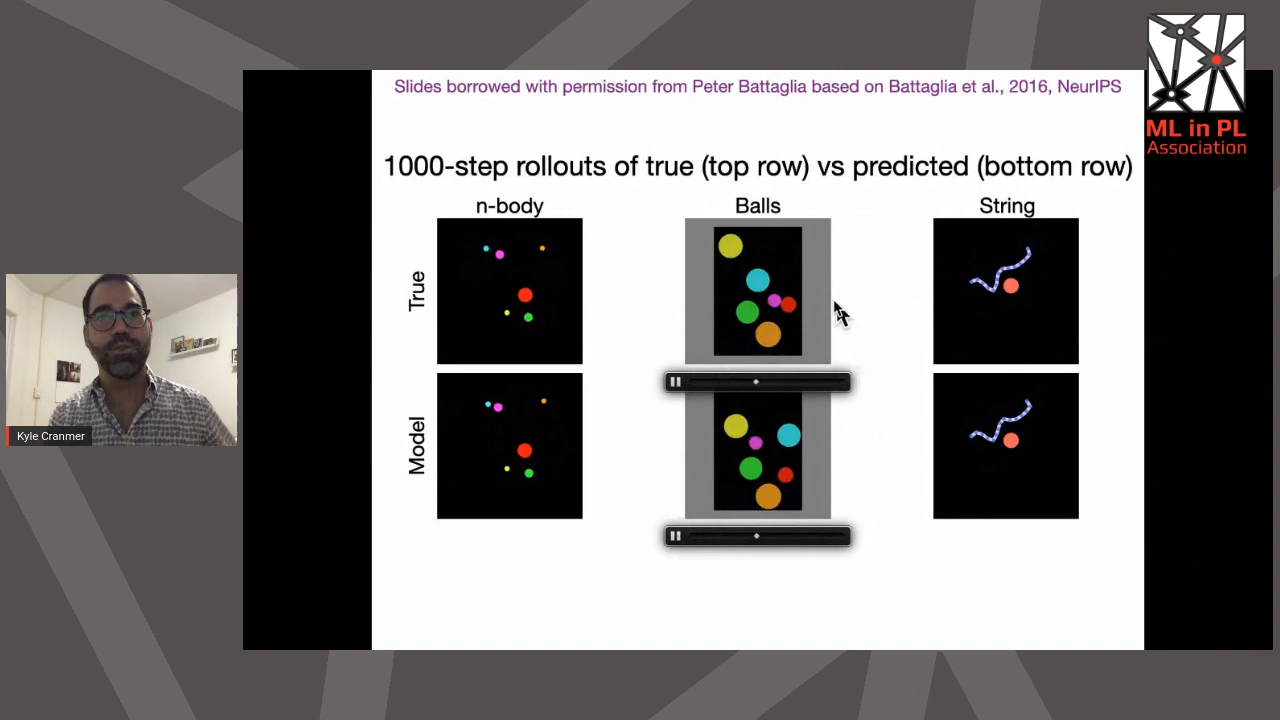 ML in PL
Association
Slides borrowed with permission from Peter Battaglia based on Battaglia et al., 2016, NeurIPS
1000-step rollouts of true (top row) vs predicted (bottom row)
n-body
Balls
String
True
Model
Kyle Cranmer